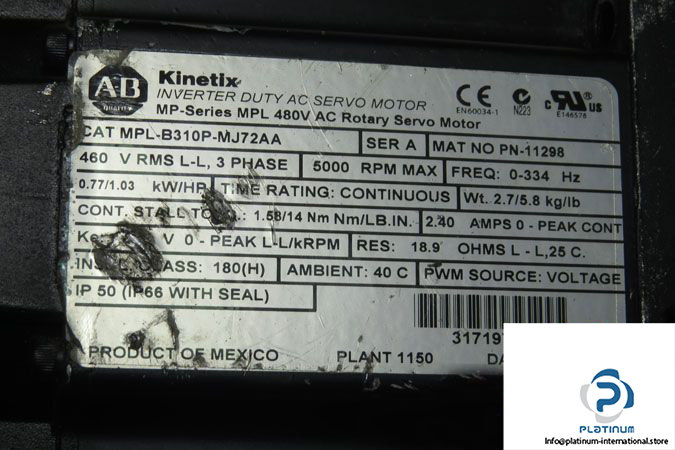 AB
QUALITY
Kinetix
INVERTER DUTY AC SERVO MOTOR
MP-Series MPL 480V AC Rotary Servo Motor
CE
EN60034-1
N223
c UR US
E146578
CAT MPL-B310P-MJ72AA SER A MAT NO PN-11298
460 V RMS L-L, 3 PHASE 5000 RPM MAX FREQ: 0-334 Hz
0.77/1.03 kW/HP TIME RATING: CONTINUOUS Wt. 2.7/5.8 kg/lb
CONT. STALL 1.58/14 Nm Nm/LB.IN. 2.40 AMPS 0 - PEAK CONT
V 0 - PEAK L-L/kRPM RES: 18.9 OHMS L - L,25 C.
180(H) AMBIENT: 40 C PWM SOURCE: VOLTAGE
IP 50 (IP66 WITH SEAL)
PRODUCT OF MEXICO PLANT 1150
PLATINUM
Info@platinum-international.store